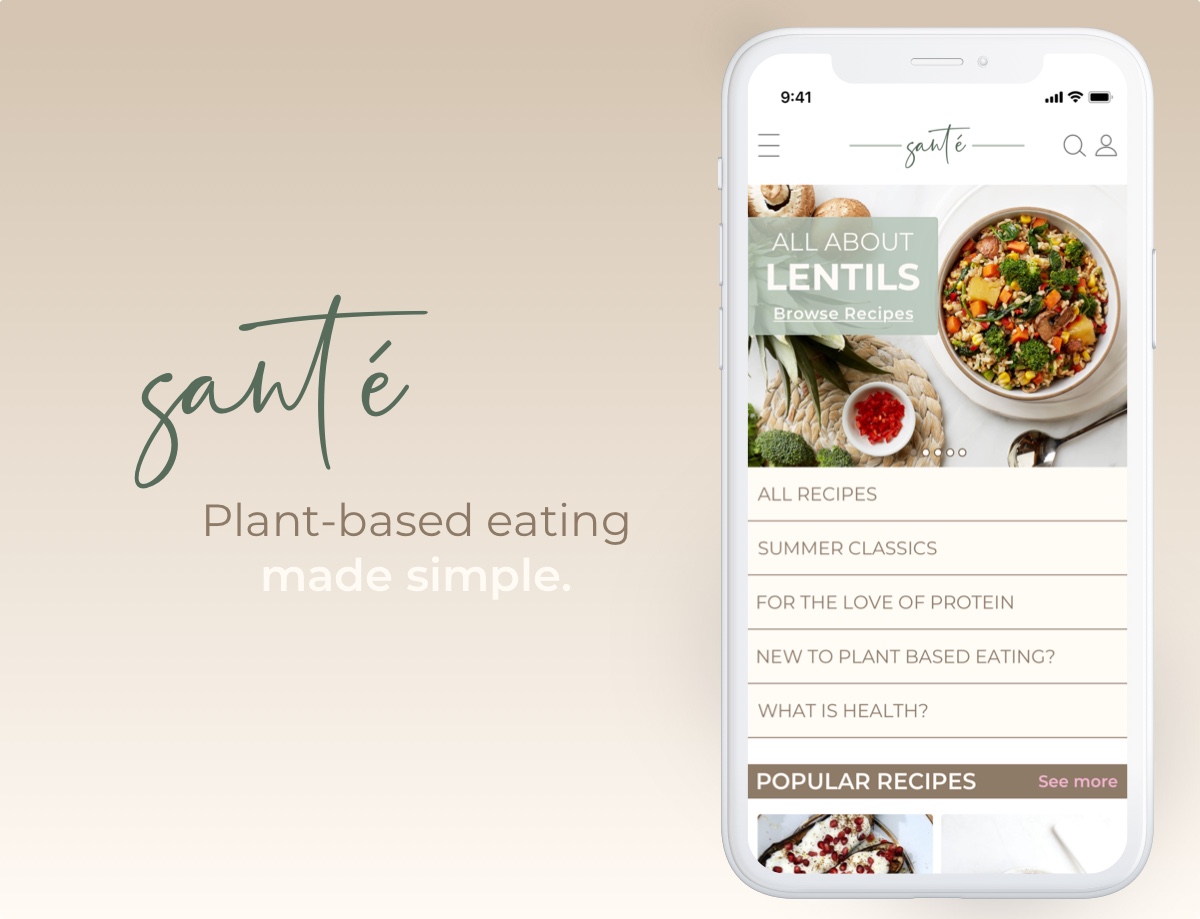 santé
Plant-based eating
made simple.
9:41
santé
ALL ABOUT
LENTILS
Browse Recipes
ALL RECIPES
SUMMER CLASSICS
FOR THE LOVE OF PROTEIN
NEW TO PLANT BASED EATING?
WHAT IS HEALTH?
POPULAR RECIPES
See more